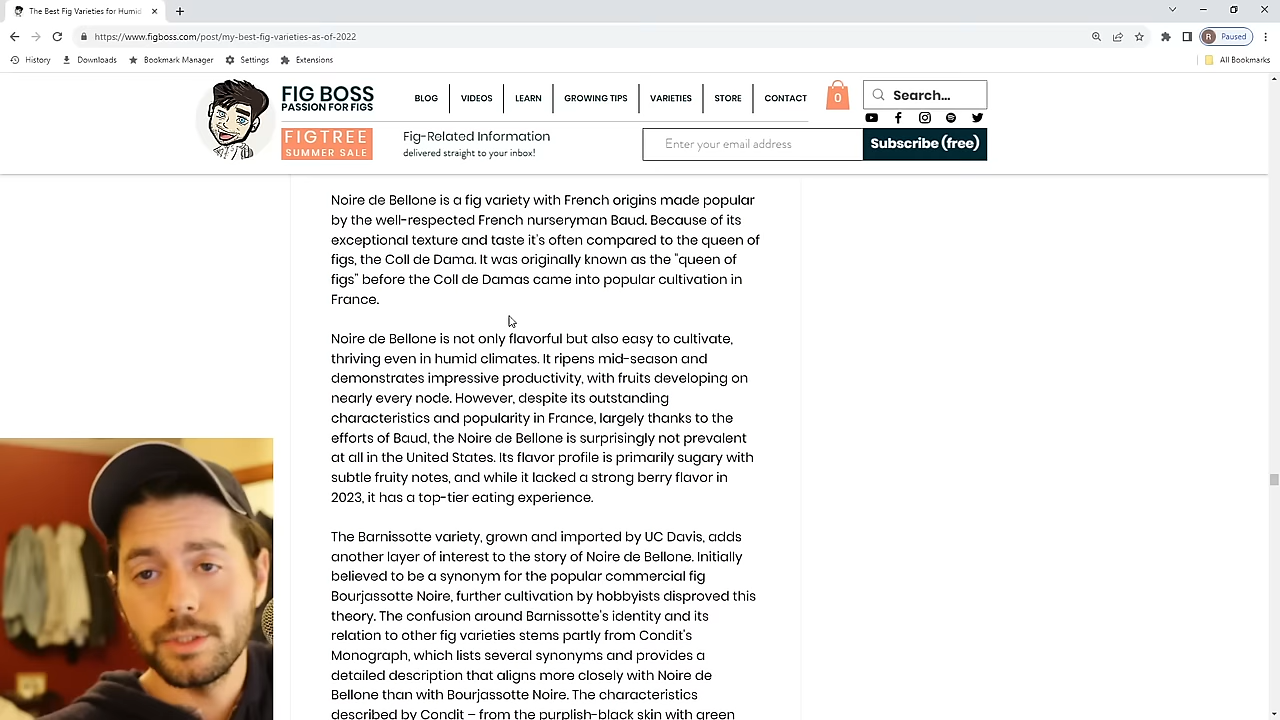 The Best Fig Varieties for Humid
https://www.figboss.com/post/my-best-fig-varieties-as-of-2022
R Paused
History Downloads Bookmark Manager Settings Extensions All Bookmarks
FIG BOSS
PASSION FOR FIGS
BLOG VIDEOS LEARN GROWING TIPS VARIETIES STORE CONTACT
0
Search...
FIGTREE
SUMMER SALE
Fig-Related Information
delivered straight to your inbox!
Enter your email address
Subscribe (free)
Noire de Bellone is a fig variety with French origins made popular
by the well-respected French nurseryman Baud. Because of its
exceptional texture and taste it's often compared to the queen of
figs, the Coll de Dama. It was originally known as the "queen of
figs" before the Coll de Damas came into popular cultivation in
France.
Noire de Bellone is not only flavorful but also easy to cultivate,
thriving even in humid climates. It ripens mid-season and
demonstrates impressive productivity, with fruits developing on
nearly every node. However, despite its outstanding
characteristics and popularity in France, largely thanks to the
efforts of Baud, the Noire de Bellone is surprisingly not prevalent
at all in the United States. Its flavor profile is primarily sugary with
subtle fruity notes, and while it lacked a strong berry flavor in
2023, it has a top-tier eating experience.
The Barnissotte variety, grown and imported by UC Davis, adds
another layer of interest to the story of Noire de Bellone. Initially
believed to be a synonym for the popular commercial fig
Bourjassotte Noire, further cultivation by hobbyists disproved this
theory. The confusion around Barnissotte's identity and its
relation to other fig varieties stems partly from Condit's
Monograph, which lists several synonyms and provides a
detailed description that aligns more closely with Noire de
Bellone than with Bourjassotte Noire. The characteristics
described by Condit – from the purplish-black skin with green